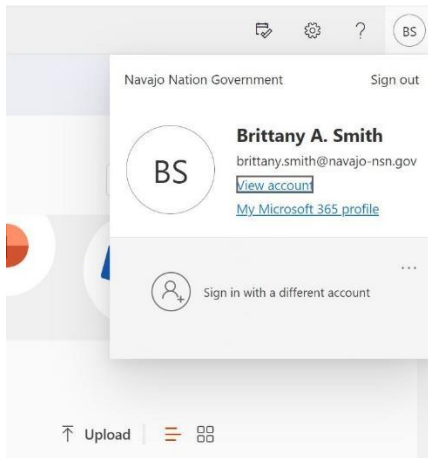 ?
BS
Navajo Nation Government Sign out
BS
Brittany A. Smith
brittany.smith@navajo-nsn.gov
View account
My Microsoft 365 profile
...
Sign in with a different account
Upload